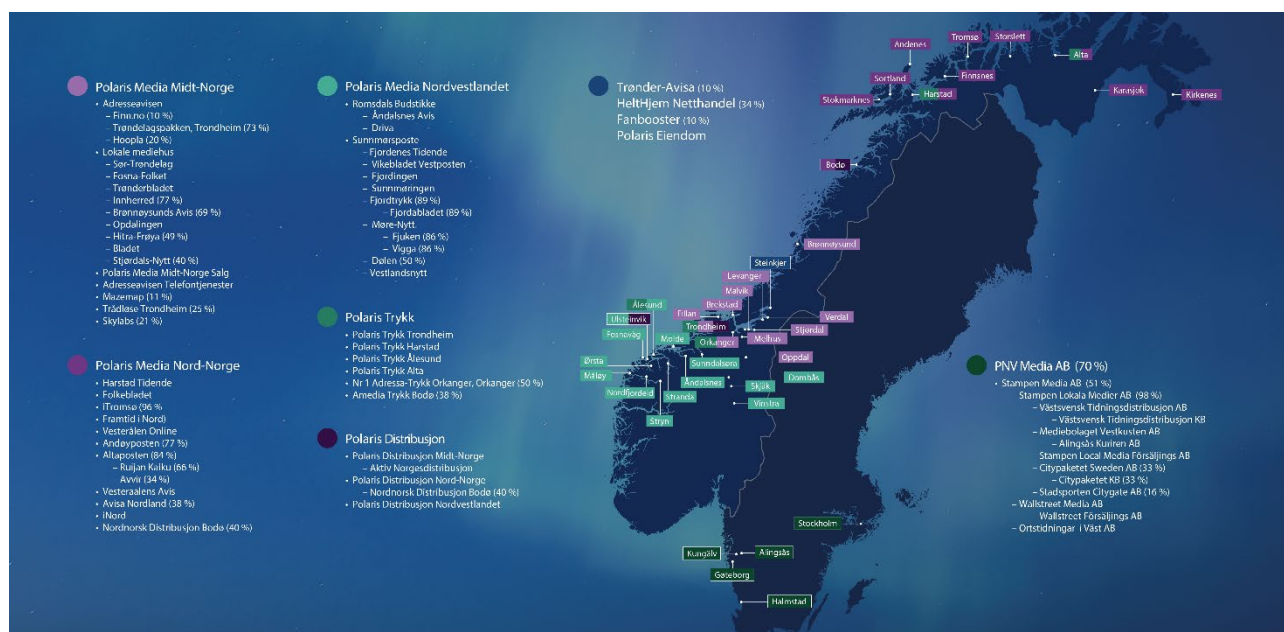 Polaris Media Midt-Norge
• Adresseavisen
– Finn.no (10 %)
– Trøndelagspakken, Trondheim (73 %)
– Hoopla (20 %)
• Lokale mediehus
– Sør-Trøndelag
– Fosna-Folket
– Trønderbladet
– Innherred (77 %)
– Brønnøysunds Avis (69 %)
– Opdalingen
– Hitra-Frøya (49 %)
– Bladet
– Stjørdals-Nytt (40 %)
• Polaris Media Midt-Norge Salg
• Adresseavisen Telefontjenester
• Mazemap (11 %)
• Trådløse Trondheim (25 %)
• Skylabs (21 %)
Polaris Media Nord-Norge
• Harstad Tidende
• Folkebladet
• iTromsø (96 %
• Framtid i Nord)
• Vesterålen Online
• Andøyposten (77 %)
• Altaposten (84 %)
– Ruijan Kaiku (66 %)
Avvir (34 %)
• Vesteraalens Avis
• Avisa Nordland (38 %)
• iNord
• Nordnorsk Distribusjon Bodø (40 %)
Polaris Media Nordvestlandet
• Romsdals Budstikke
– Åndalsnes Avis
– Driva
• Sunnmørsposte
– Fjordenes Tidende
– Vikebladet Vestposten
– Fjordingen
– Sunnmøringen
– Fjordtrykk (89 %)
– Fjordabladet (89 %)
– Møre-Nytt
– Fjuken (86 %)
– Vigga (86 %)
– Dølen (50 %)
– Vestlandsnytt
Polaris Trykk
• Polaris Trykk Trondheim
• Polaris Trykk Harstad
• Polaris Trykk Ålesund
• Polaris Trykk Alta
• Nr 1 Adressa-Trykk Orkanger, Orkanger (50 %)
• Amedia Trykk Bodø (38 %)
Polaris Distribusjon
• Polaris Distribusjon Midt-Norge
– Aktiv Norgesdistribusjon
• Polaris Distribusjon Nord-Norge
– Nordnorsk Distribusjon Bodø (40 %)
• Polaris Distribusjon Nordvestlandet
Trønder-Avisa (10 %)
HeltHjem Netthandel (34 %)
Fanbooster (10 %)
Polaris Eiendom
Andenes
Tromsø
Storslett
Alta
Sortland
Finnsnes
Stokmarknes
Harstad
Karasjok
Kirkenes
Bodø
Brønnøysund
Steinkjer
Levanger
Malvik
Ålesund
Brekstad
Ulsteinvik
Fillan
Verdal
Fosnavåg
Trondheim
Stjørdal
Molde
Orkanger
Melhus
Ørsta
Sunndalsøra
Oppdal
Måløy
Åndalsnes
Dombås
Nordfjordeid
Stranda
Skjåk
Vinstra
Stryn
Stockholm
Kungälv
Alingsås
Gøteborg
Halmstad
PNV Media AB (70 %)
• Stampen Media AB (51 %)
Stampen Lokala Medier AB (98 %)
– Västsvensk Tidningsdistribusjon AB
– Västsvensk Tidningsdistribusjon KB
– Mediebolaget Vestkusten AB
– Alingsås Kuriren AB
Stampen Local Media Försäljings AB
– Citypaketet Sweden AB (33 %)
– Citypaketet KB (33 %)
– Stadsporten Citygate AB (16 %)
– Wallstreet Media AB
Wallstreet Försäljings AB
– Ortstidningar i Väst AB